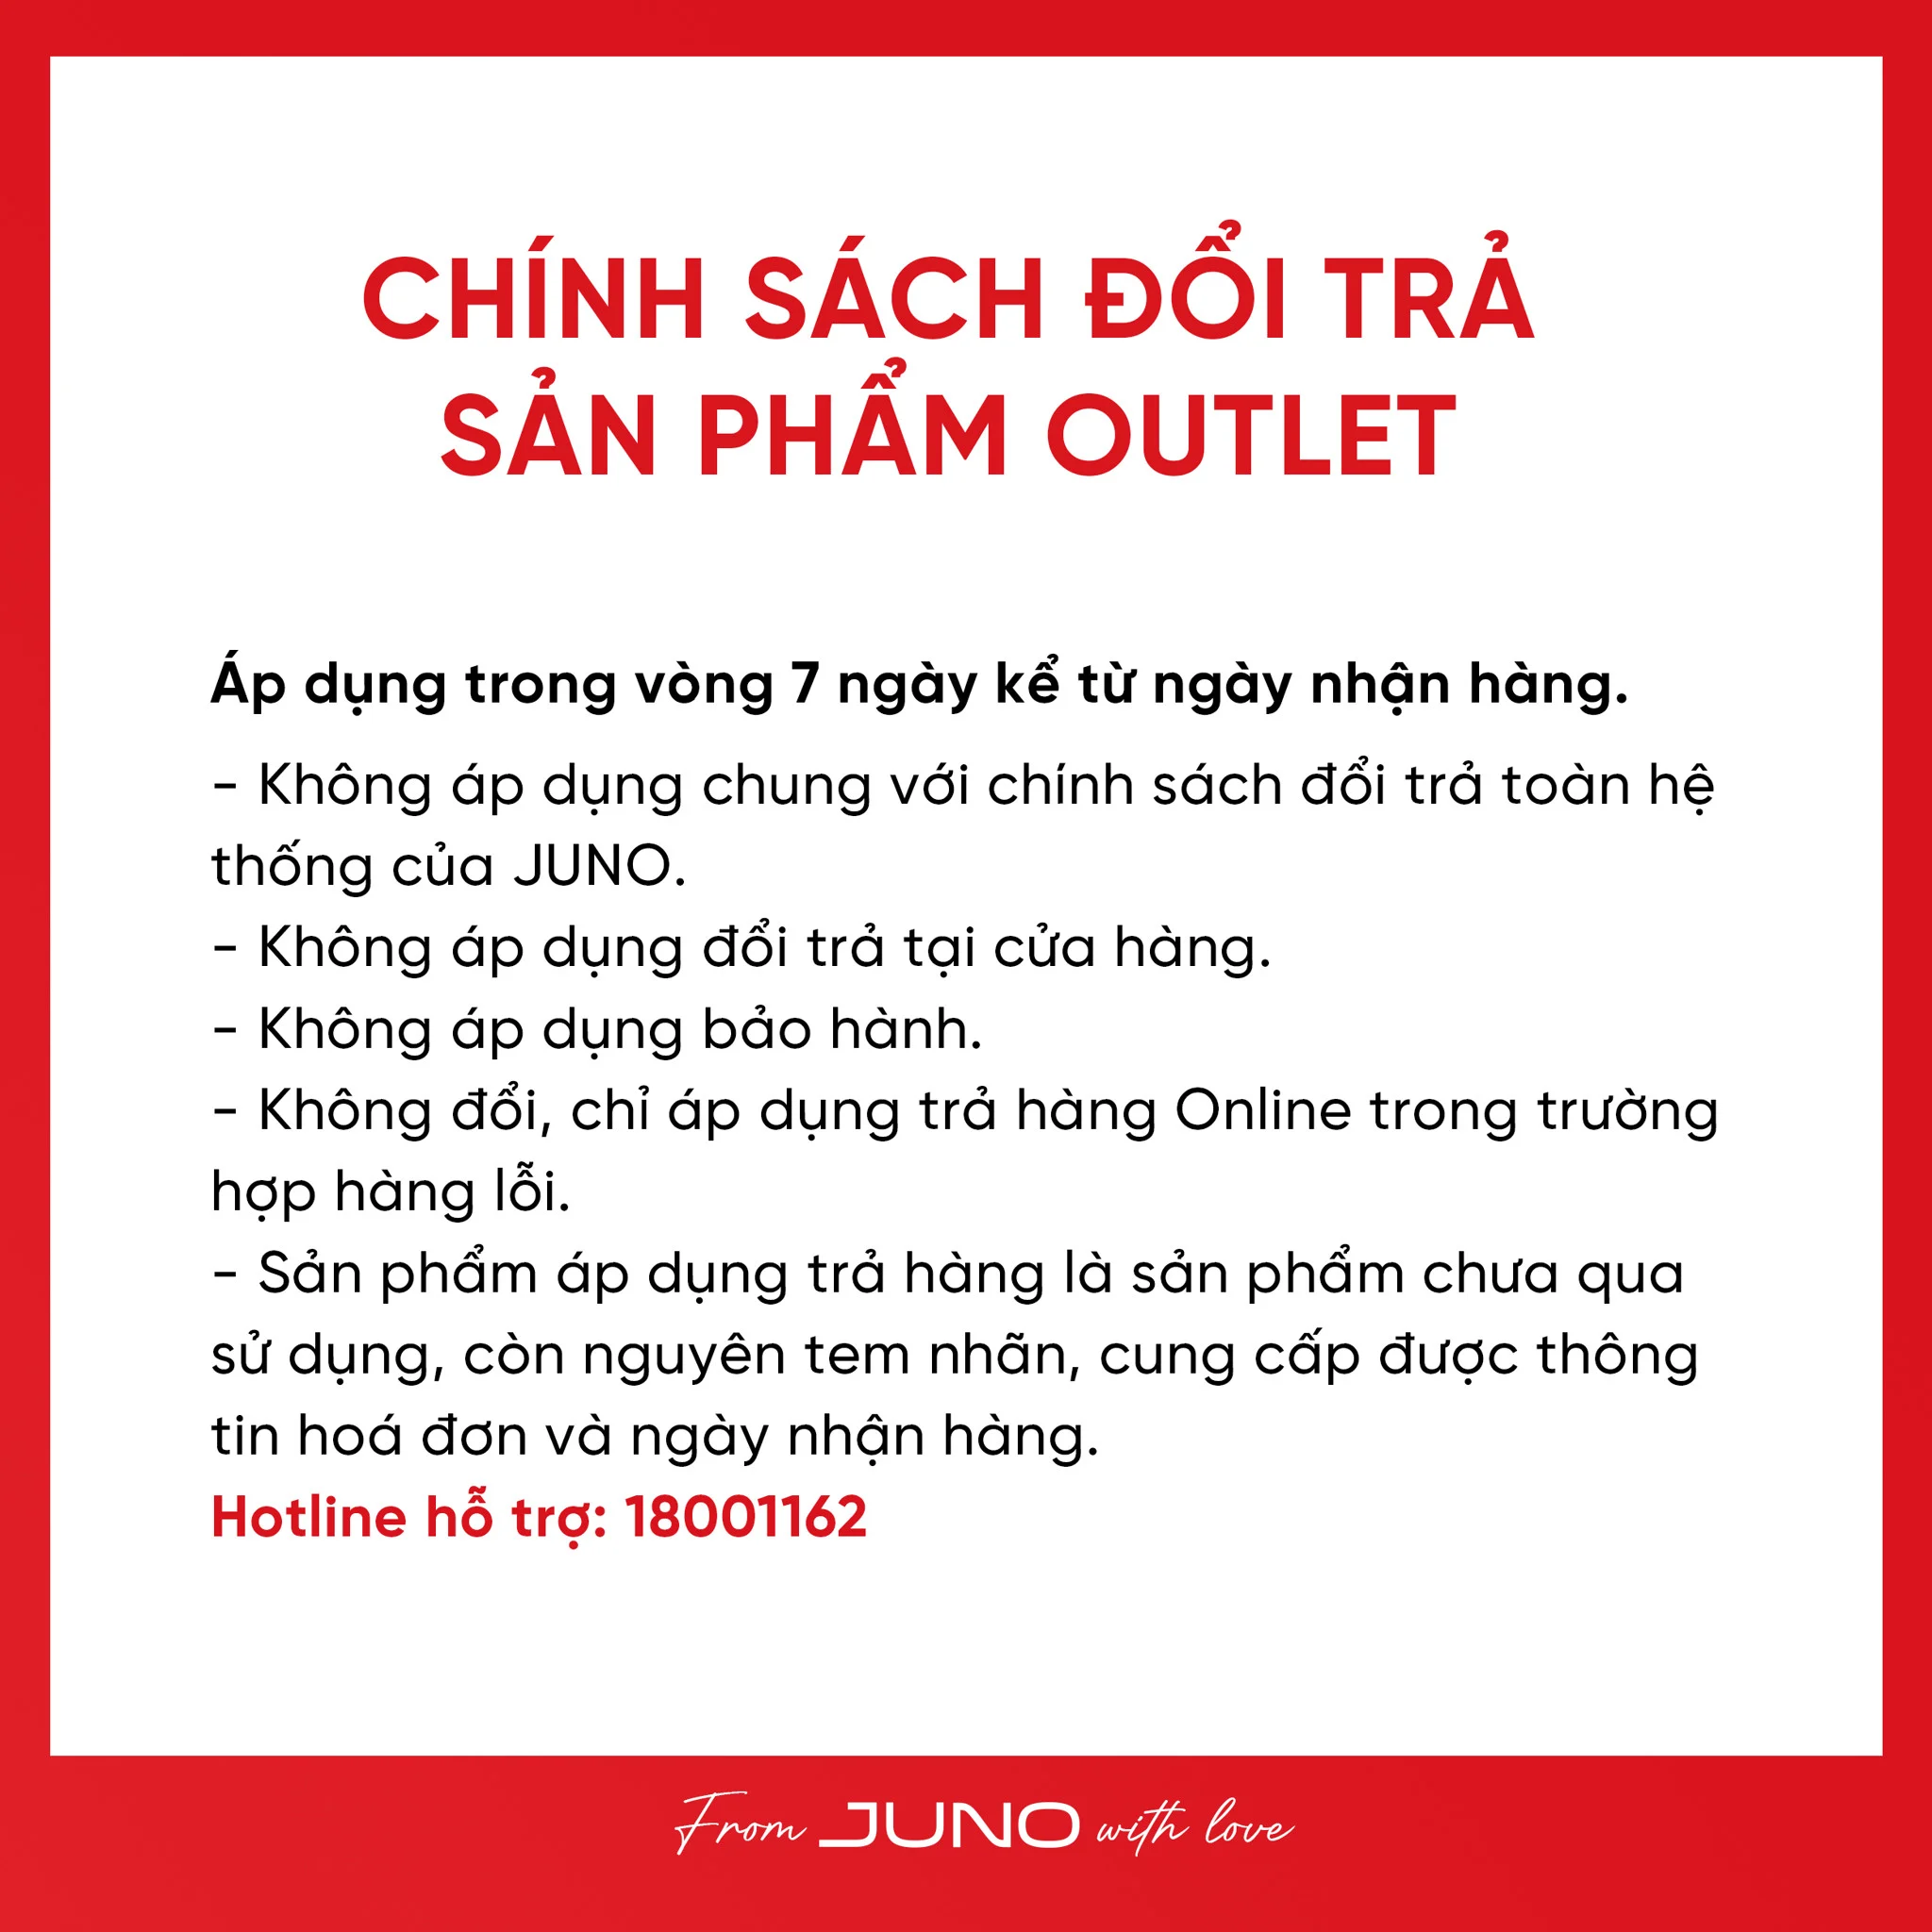 CHÍNH SÁCH ĐỔI TRẢ
SẢN PHẨM OUTLET
Áp dụng trong vòng 7 ngày kể từ ngày nhận hàng.
- Không áp dụng chung với chính sách đổi trả toàn hệ
thống của JUNO.
- Không áp dụng đổi trả tại cửa hàng.
- Không áp dụng bảo hành.
- Không đổi, chỉ áp dụng trả hàng Online trong trường
hợp hàng lỗi.
- Sản phẩm áp dụng trả hàng là sản phẩm chưa qua
sử dụng, còn nguyên tem nhãn, cung cấp được thông
tin hoá đơn và ngày nhận hàng.
Hotline hỗ trợ: 18001162
From JUNO with love